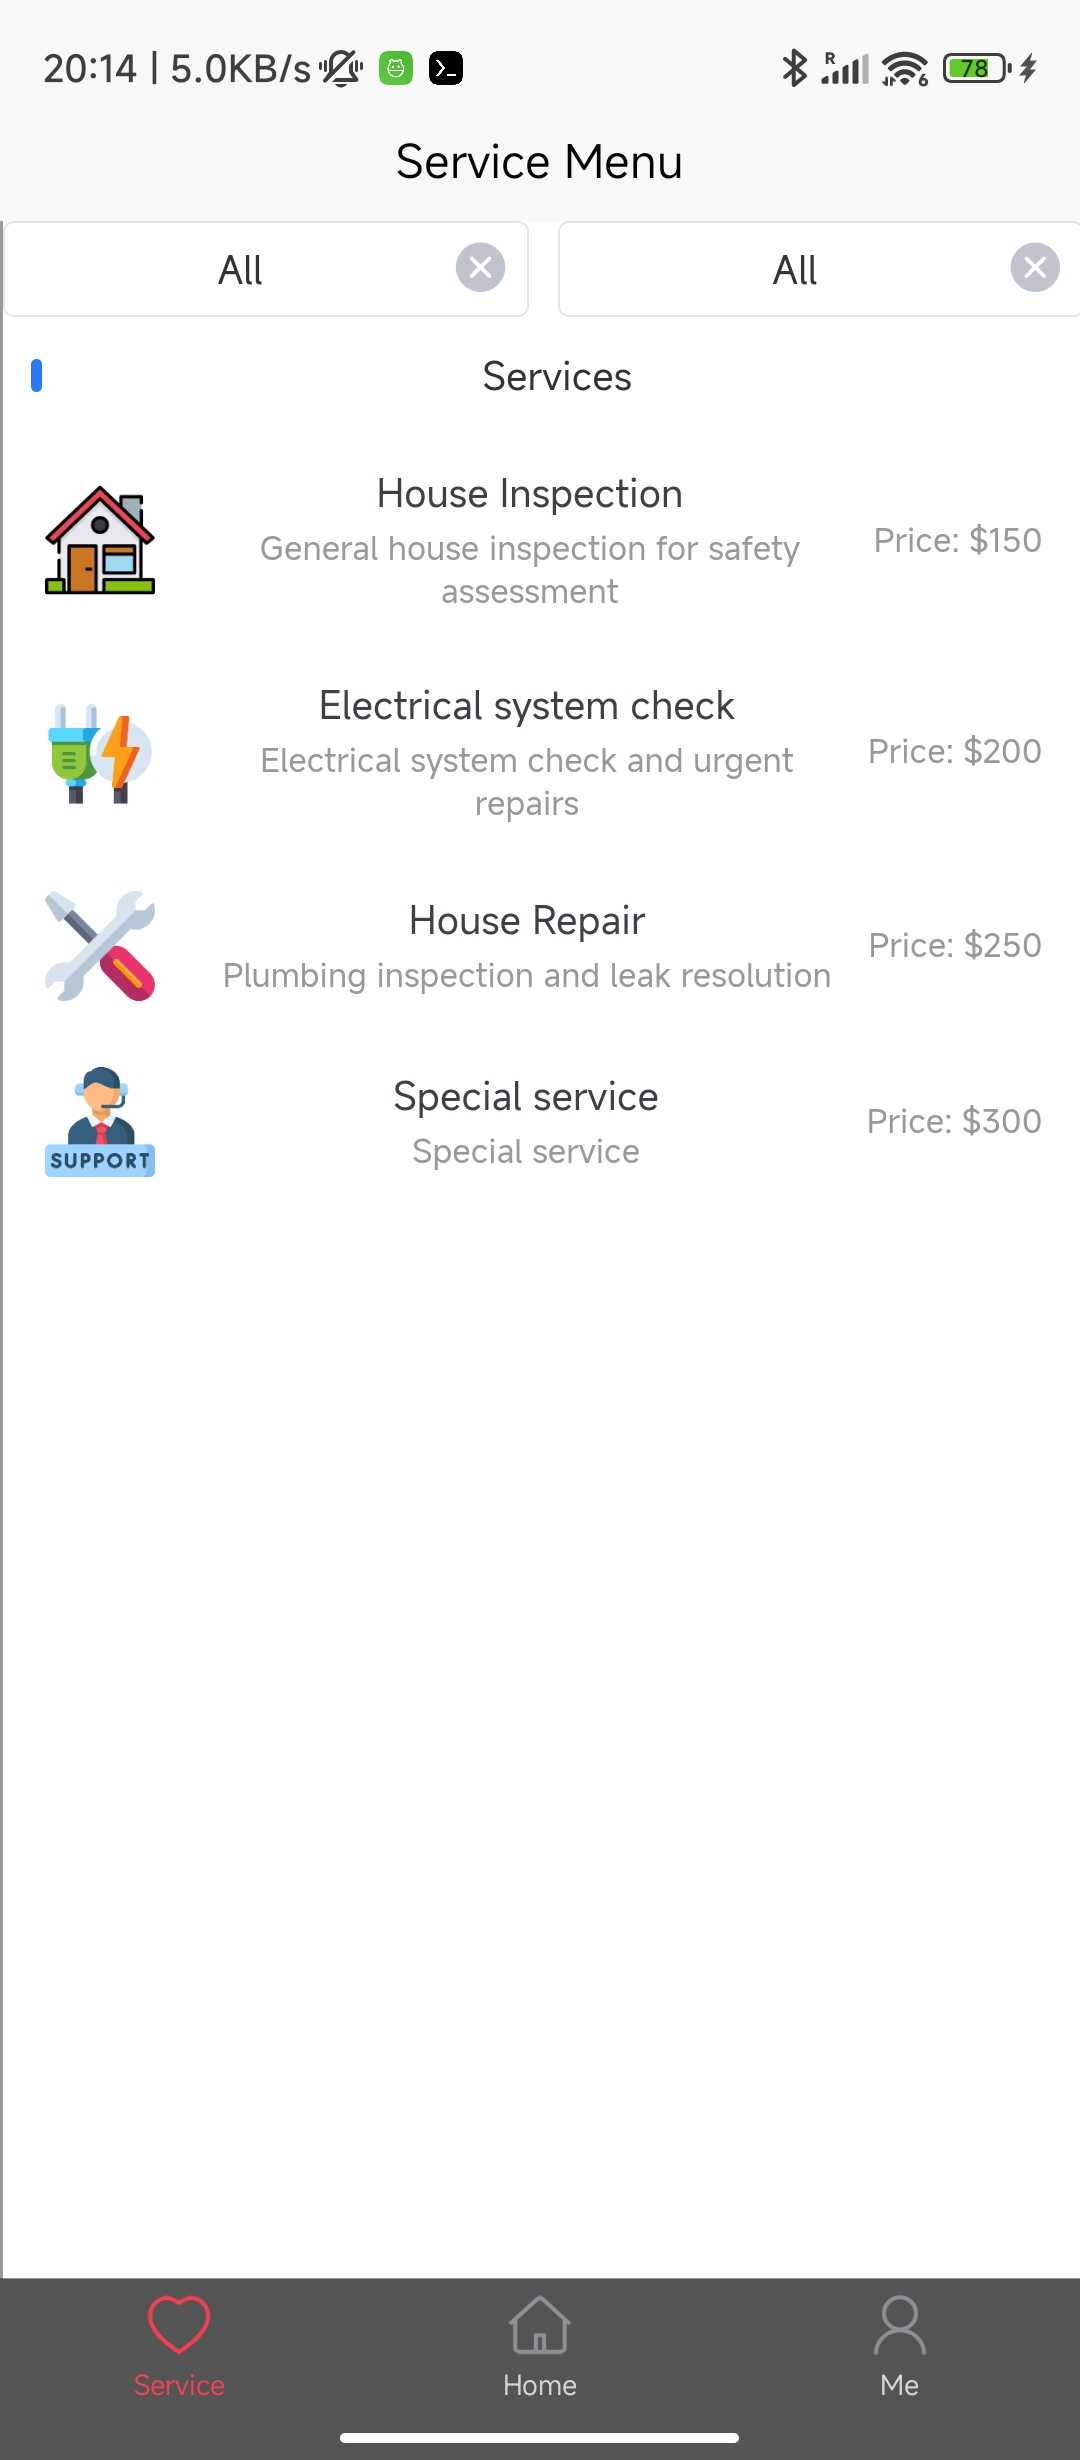 20:14 | 5.0KB/s
R
6
78
Service Menu
All
All
Services
House Inspection
General house inspection for safety
assessment
Price: $150
Electrical system check
Electrical system check and urgent
repairs
Price: $200
House Repair
Plumbing inspection and leak resolution
Price: $250
SUPPORT
Special service
Special service
Price: $300
Service
Home
Me